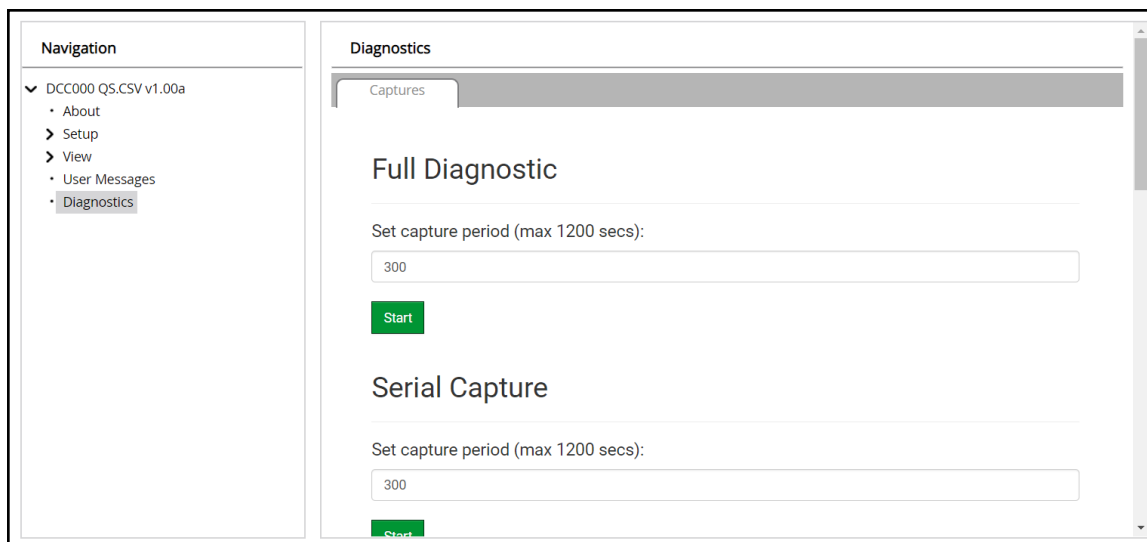 Navigation
DCC000 QS.CSV v1.00a
About
Setup
View
User Messages
Diagnostics
Diagnostics
Captures
Full Diagnostic
Set capture period (max 1200 secs):
300
Start
Serial Capture
Set capture period (max 1200 secs):
300
Start